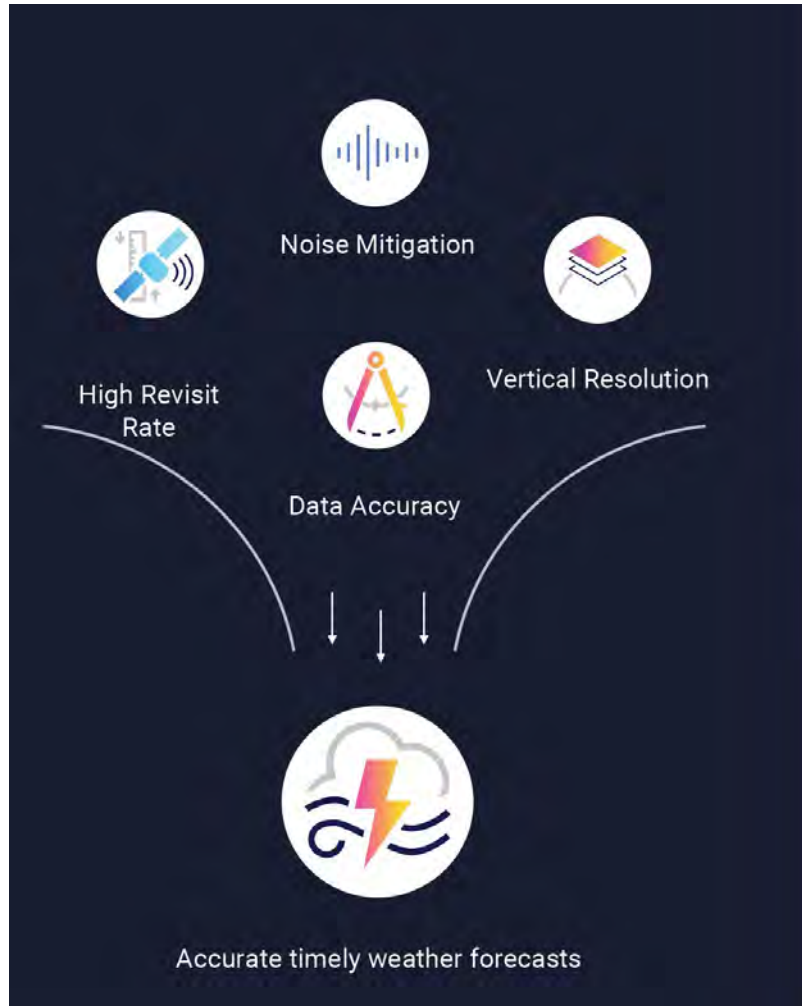 Noise Mitigation
High Revisit
Rate
Vertical Resolution
Data Accuracy
Accurate timely weather forecasts